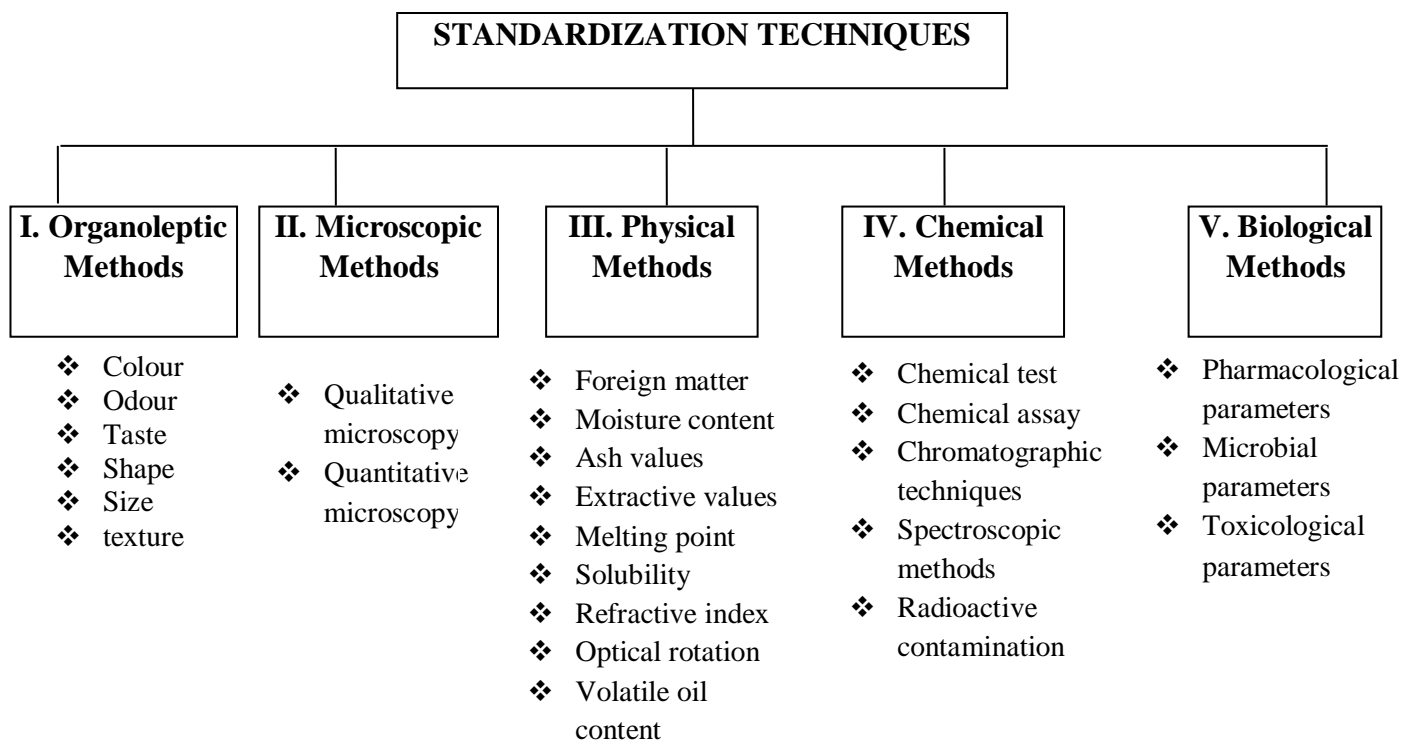 STANDARDIZATION TECHNIQUES
I. Organoleptic
Methods
❖ Colour
❖ Odour
❖ Taste
❖ Shape
❖ Size
❖ texture
II. Microscopic
Methods
❖ Qualitative
microscopy
❖ Quantitative
microscopy
III. Physical
Methods
❖ Foreign matter
❖ Moisture content
❖ Ash values
❖ Extractive values
❖ Melting point
❖ Solubility
❖ Refractive index
❖ Optical rotation
❖ Volatile oil
content
IV. Chemical
Methods
❖ Chemical test
❖ Chemical assay
❖ Chromatographic
techniques
❖ Spectroscopic
methods
❖ Radioactive
contamination
V. Biological
Methods
❖ Pharmacological
parameters
❖ Microbial
parameters
❖ Toxicological
parameters